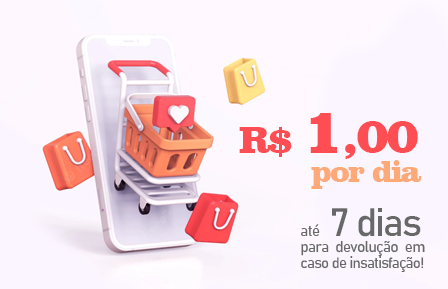 R$ 1,00
por dia
até 7 dias
para devolução em
caso de insatisfação!